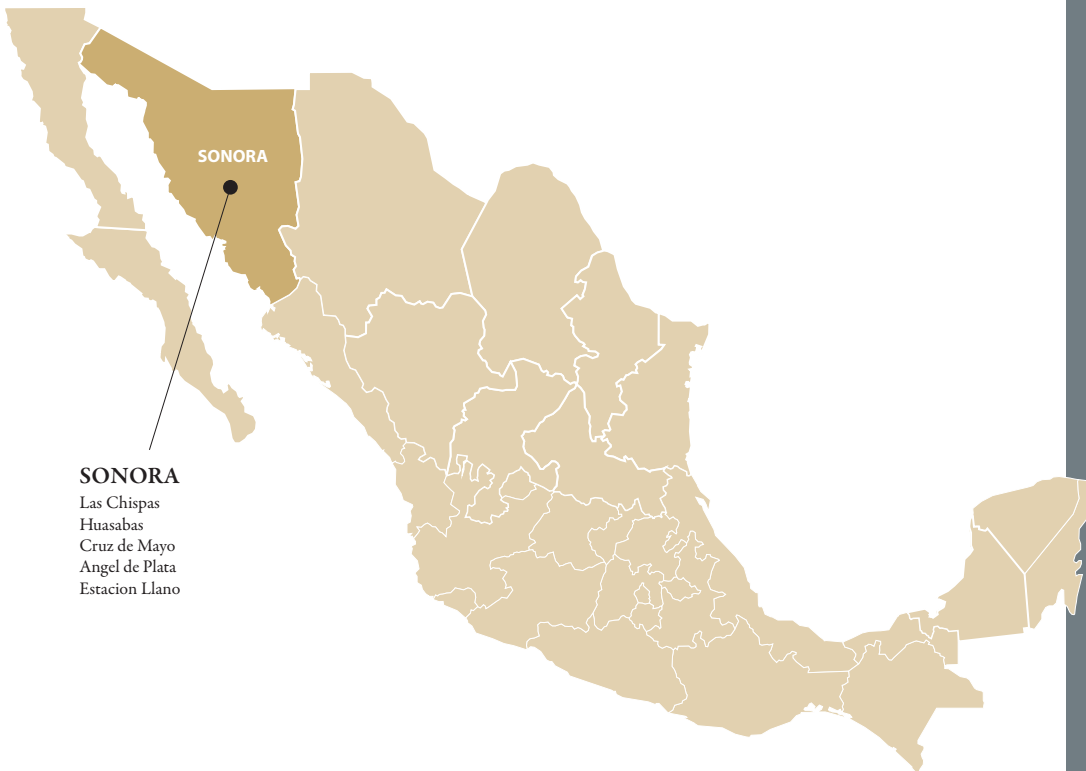 SONORA
SONORA
Las Chispas
Huasabas
Cruz de Mayo
Angel de Plata
Estacion Llano